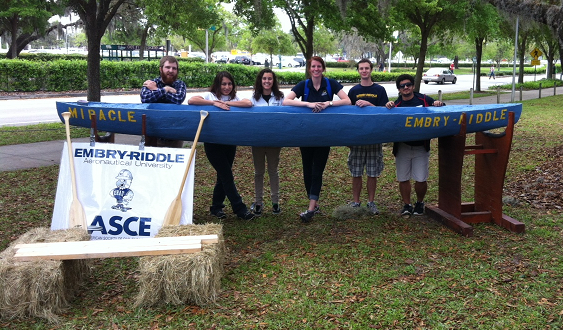 MIRACLE
EMBRY-RIDDLE
EMBRY-RIDDLE
Aeronautical University
ASCE